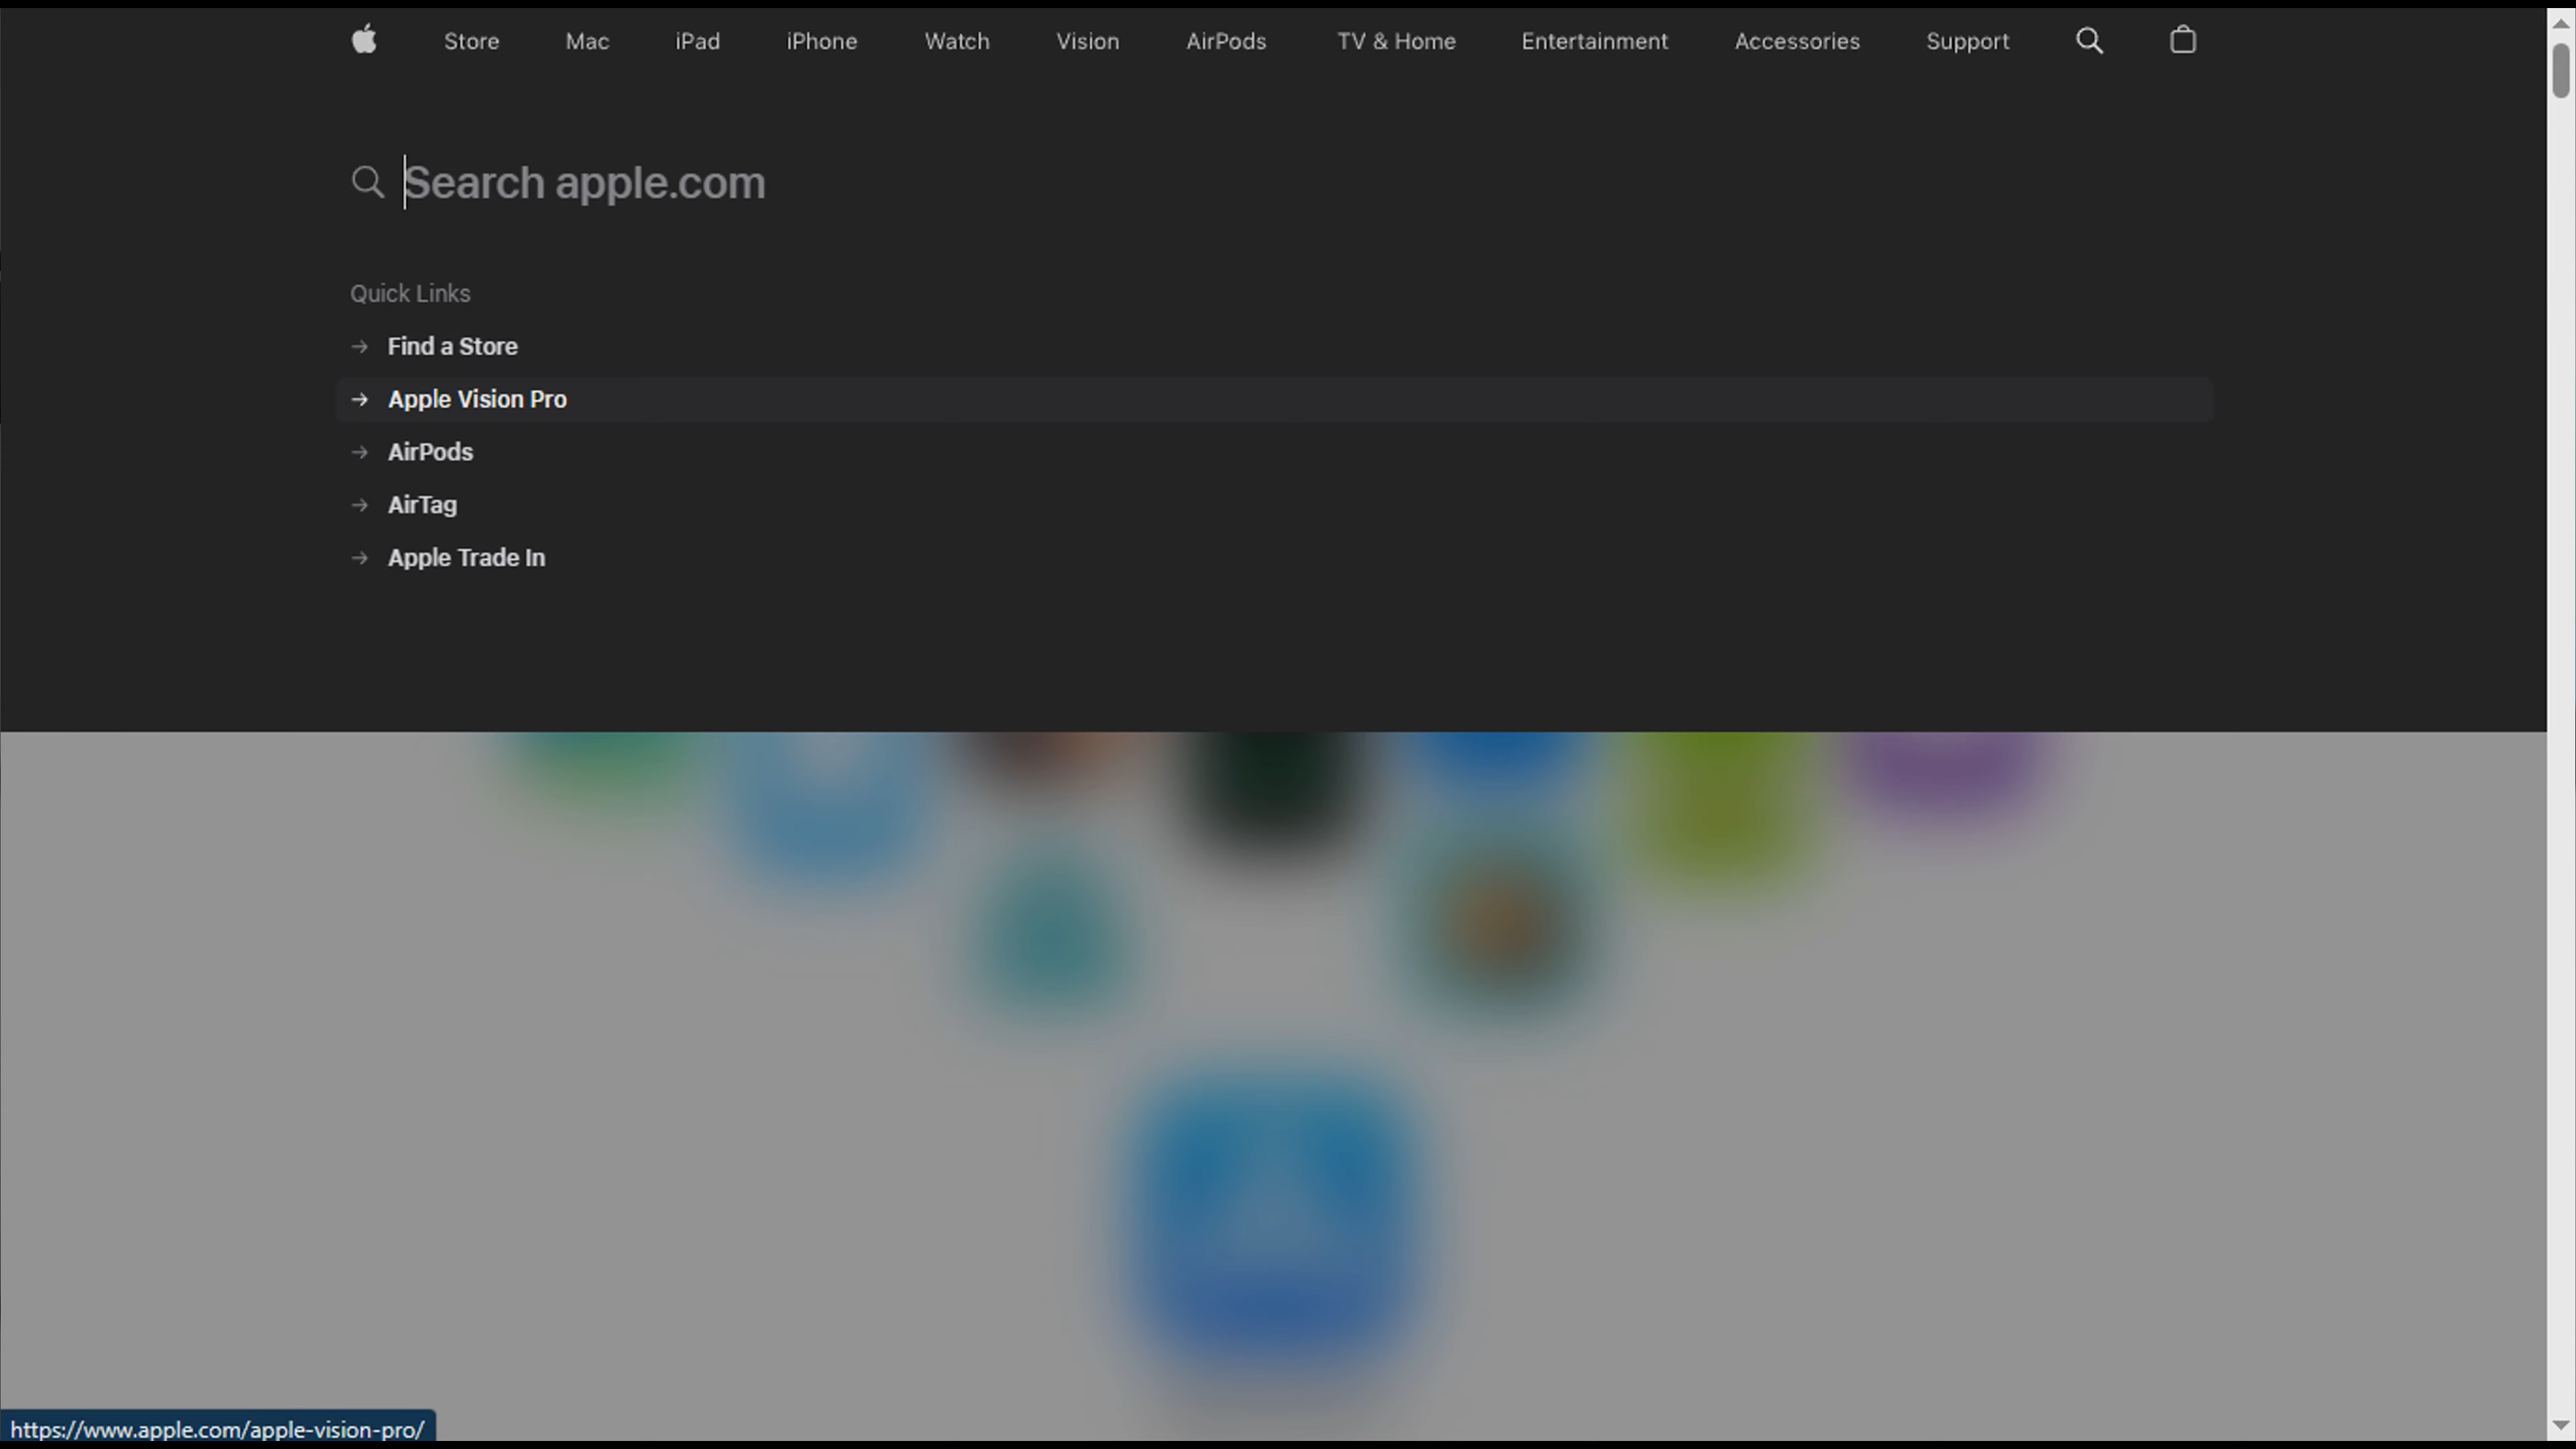 Store Mac iPad iPhone Watch Vision AirPods TV & Home Entertainment Accessories Support
Search apple.com
Quick Links
Find a Store
Apple Vision Pro
AirPods
AirTag
Apple Trade In
https://www.apple.com/apple-vision-pro/